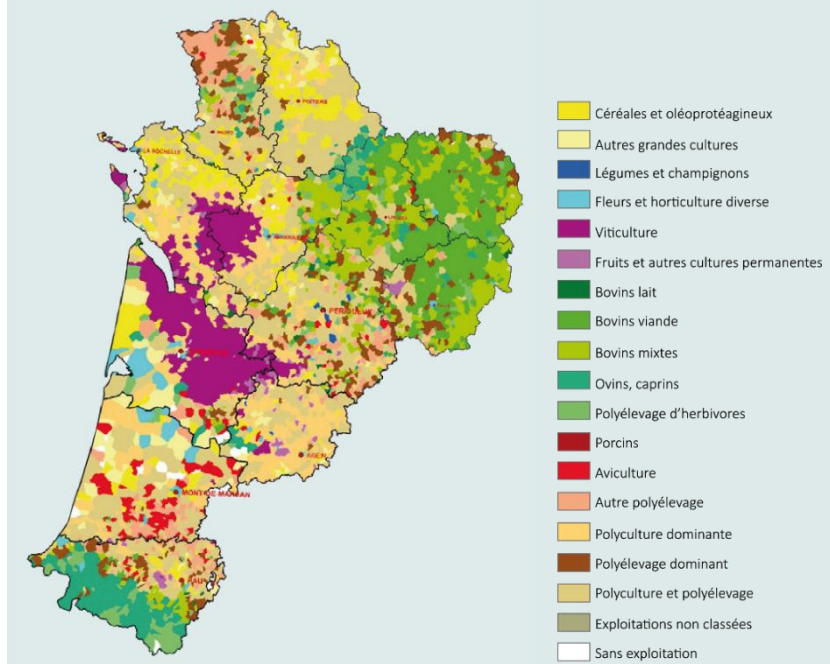 POITIERS
NIORT
LA ROCHELLE
PERIGUEUX
AGEN
MONT-DE-MARSAN
PAU
Céréales et oléoprotéagineux
Autres grandes cultures
Légumes et champignons
Fleurs et horticulture diverse
Viticulture
Fruits et autres cultures permanentes
Bovins lait
Bovins viande
Bovins mixtes
Ovins, caprins
Polyélevage d'herbivores
Porcins
Aviculture
Autre polyélevage
Polyculture dominante
Polyélevage dominant
Polyculture et polyélevage
Exploitations non classées
Sans exploitation